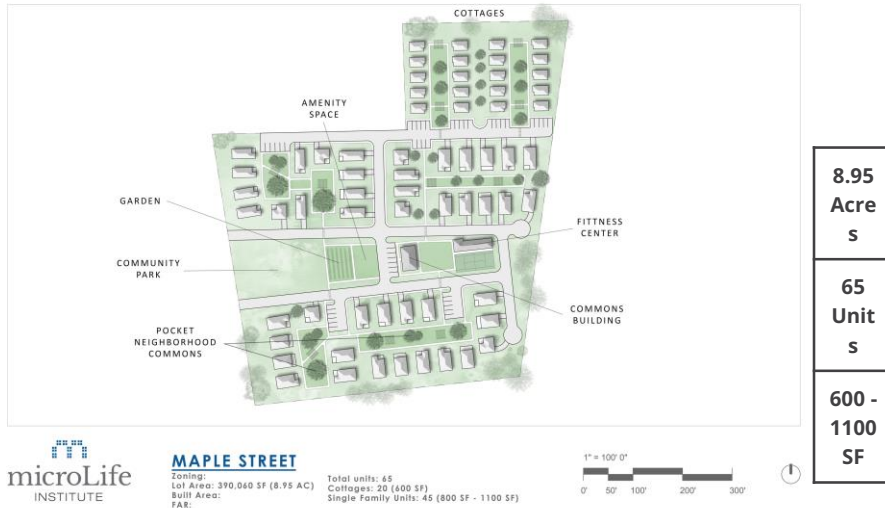 COTTAGES
AMENITY
SPACE
GARDEN
FITTNESS
CENTER
COMMUNITY
PARK
COMMONS
BUILDING
POCKET
NEIGHBORHOOD
COMMONS
8.95
Acre
s
65
Unit
s
600 -
1100
SF
microLife
INSTITUTE
MAPLE STREET
Zoning:
Lot Area: 390,060 SF (8.95 AC)
Built Area:
FAR:
Total units: 65
Cottages: 20 (600 SF)
Single Family Units: 45 (800 SF - 1100 SF)
1" = 100' 0"
0' 50' 100' 200' 300'